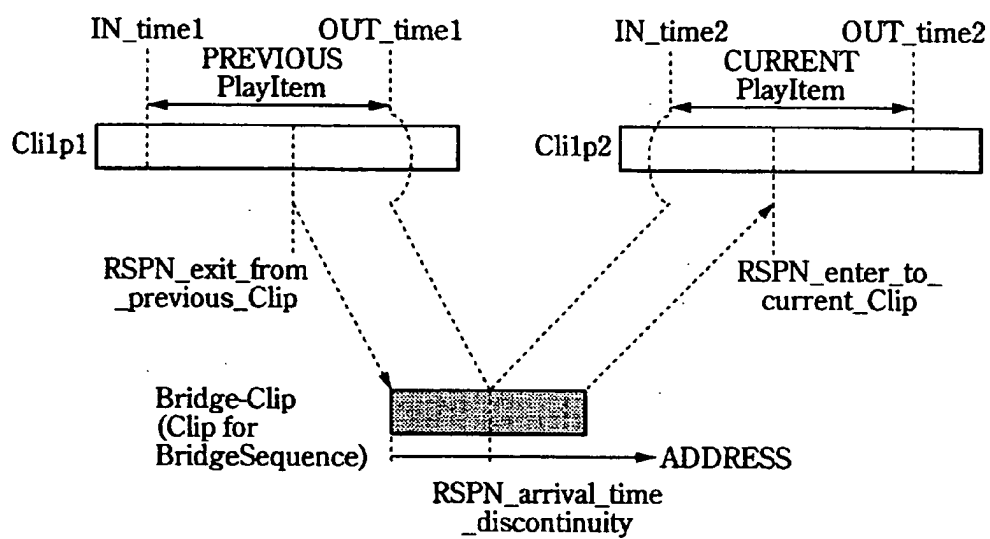 IN_time1
OUT_time1
IN_time2
OUT_time2
PREVIOUS
PlayItem
CURRENT
PlayItem
Cli1p1
Cli1p2
RSPN_exit_from
_previous_Clip
RSPN_enter_to_
current_Clip
Bridge-Clip
(Clip for
BridgeSequence)
ADDRESS
RSPN_arrival_time
_discontinuity